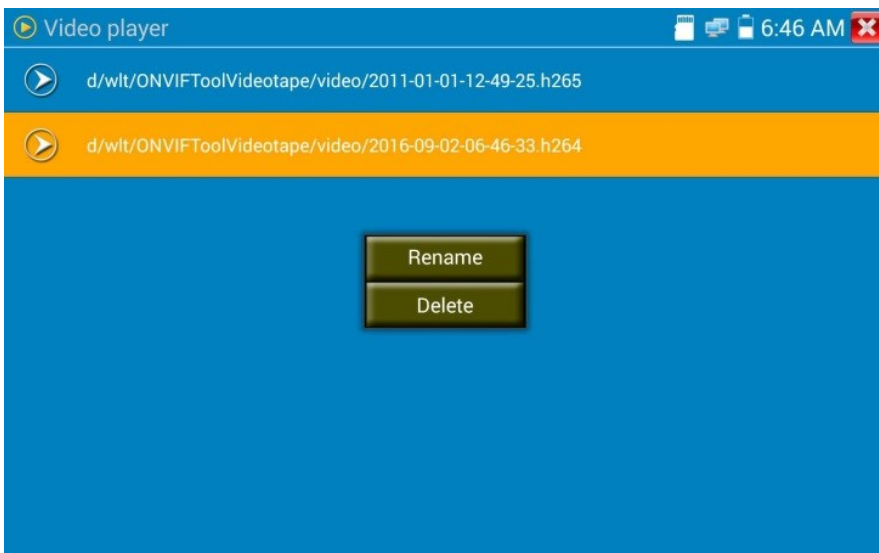 Video player
6:46 AM
d/wlt/ONVIFToolVideotape/video/2011-01-01-12-49-25.h265
d/wlt/ONVIFToolVideotape/video/2016-09-02-06-46-33.h264
Rename
Delete